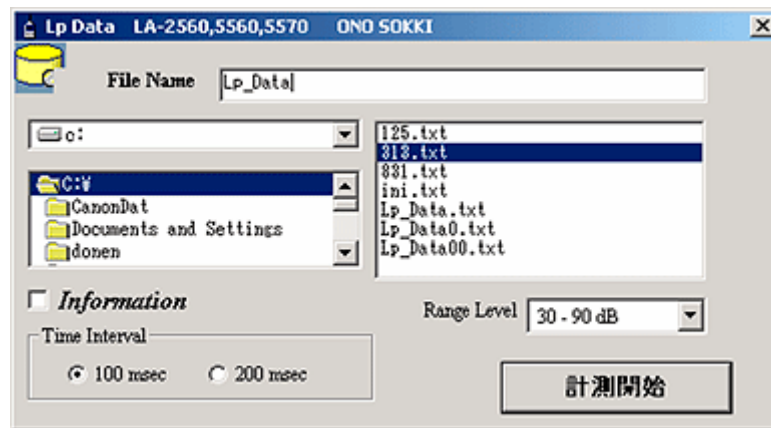 Lp Data LA-2560,5560,5570 ONO SOKKI
File Name Lp_Data
c:
C:¥
CanonDat
Documents and Settings
donen
125.txt
313.txt
831.txt
ini.txt
Lp_Data.txt
Lp_Data0.txt
Lp_Data00.txt
Information
Range Level 30 - 90 dB
Time Interval
100 msec 200 msec
計測開始